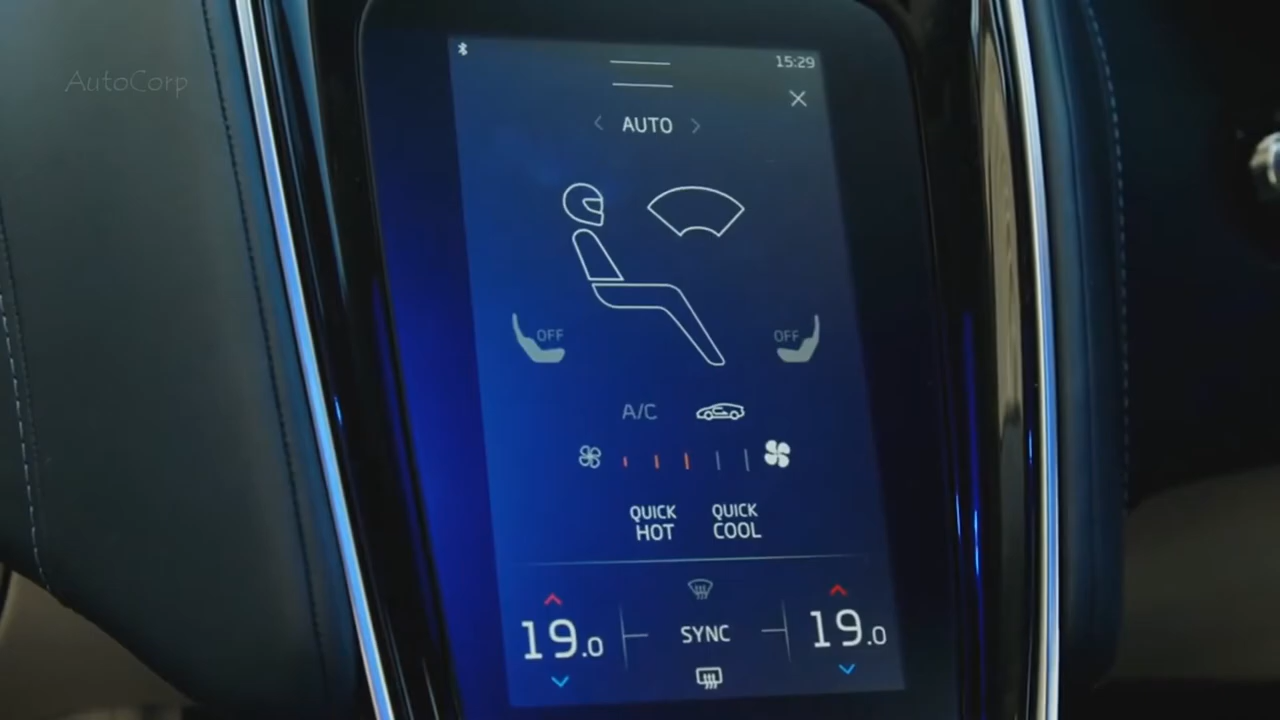 AutoCorp
15:29
AUTO
OFF
OFF
A/C
QUICK HOT
QUICK COOL
19.0
SYNC
19.0